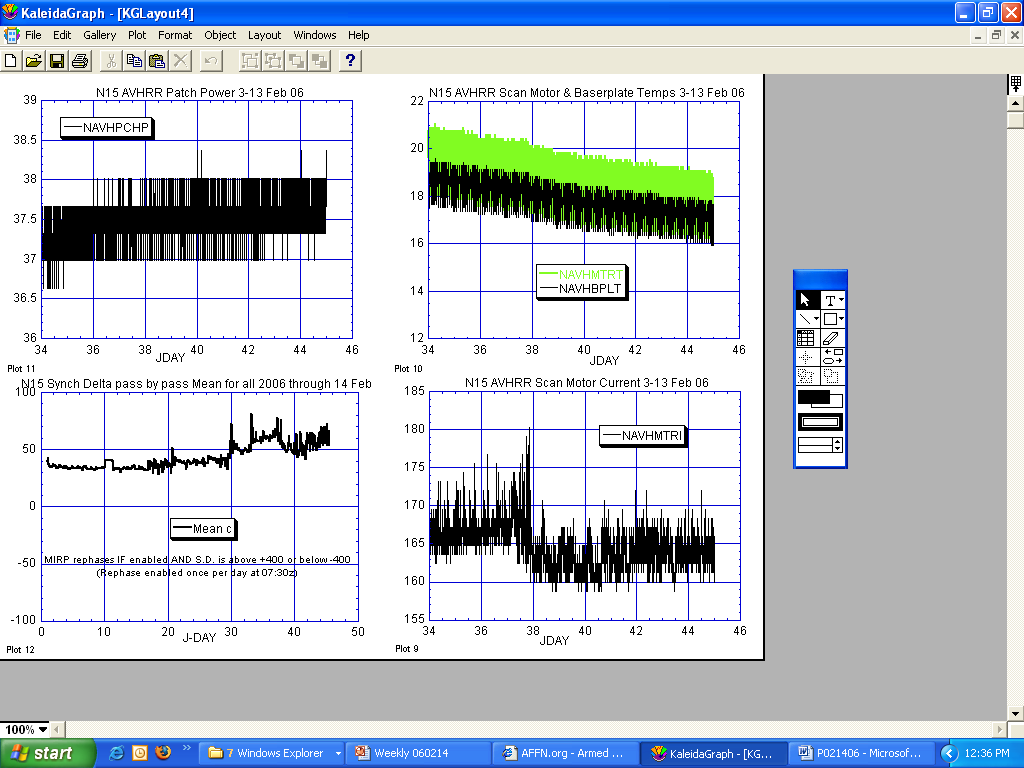 KaleidaGraph - [KGLayout4]
File Edit Gallery Plot Format Object Layout Windows Help
N15 AVHRR Patch Power 3-13 Feb 06
39
38.5
38
37.5
37
36.5
36
NAVHPCHP
34 36 38 40 42 44 46
JDAY
Plot 11
N15 AVHRR Scan Motor & Baseplate Temps 3-13 Feb 06
22
20
18
16
14
12
NAVHMTRT
NAVHBPLT
34 36 38 40 42 44 46
JDAY
Plot 10
N15 Synch Delta pass by pass Mean for all 2006 through 14 Feb
100
50
0
-50
-100
Mean c
MIRP rephases IF enabled AND S.D. is above +400 or below -400
(Rephase enabled once per day at 07:30z)
0 10 20 30 40 50
J-DAY
Plot 12
N15 AVHRR Scan Motor Current 3-13 Feb 06
185
180
175
170
165
160
155
NAVHMTRI
34 36 38 40 42 44 46
JDAY
Plot 9
T
100%
start
7 Windows Explorer
Weekly 060214
AFFN.org - Armed ...
KaleidaGraph - [KG...
P021406 - Microsof...
12:36 PM